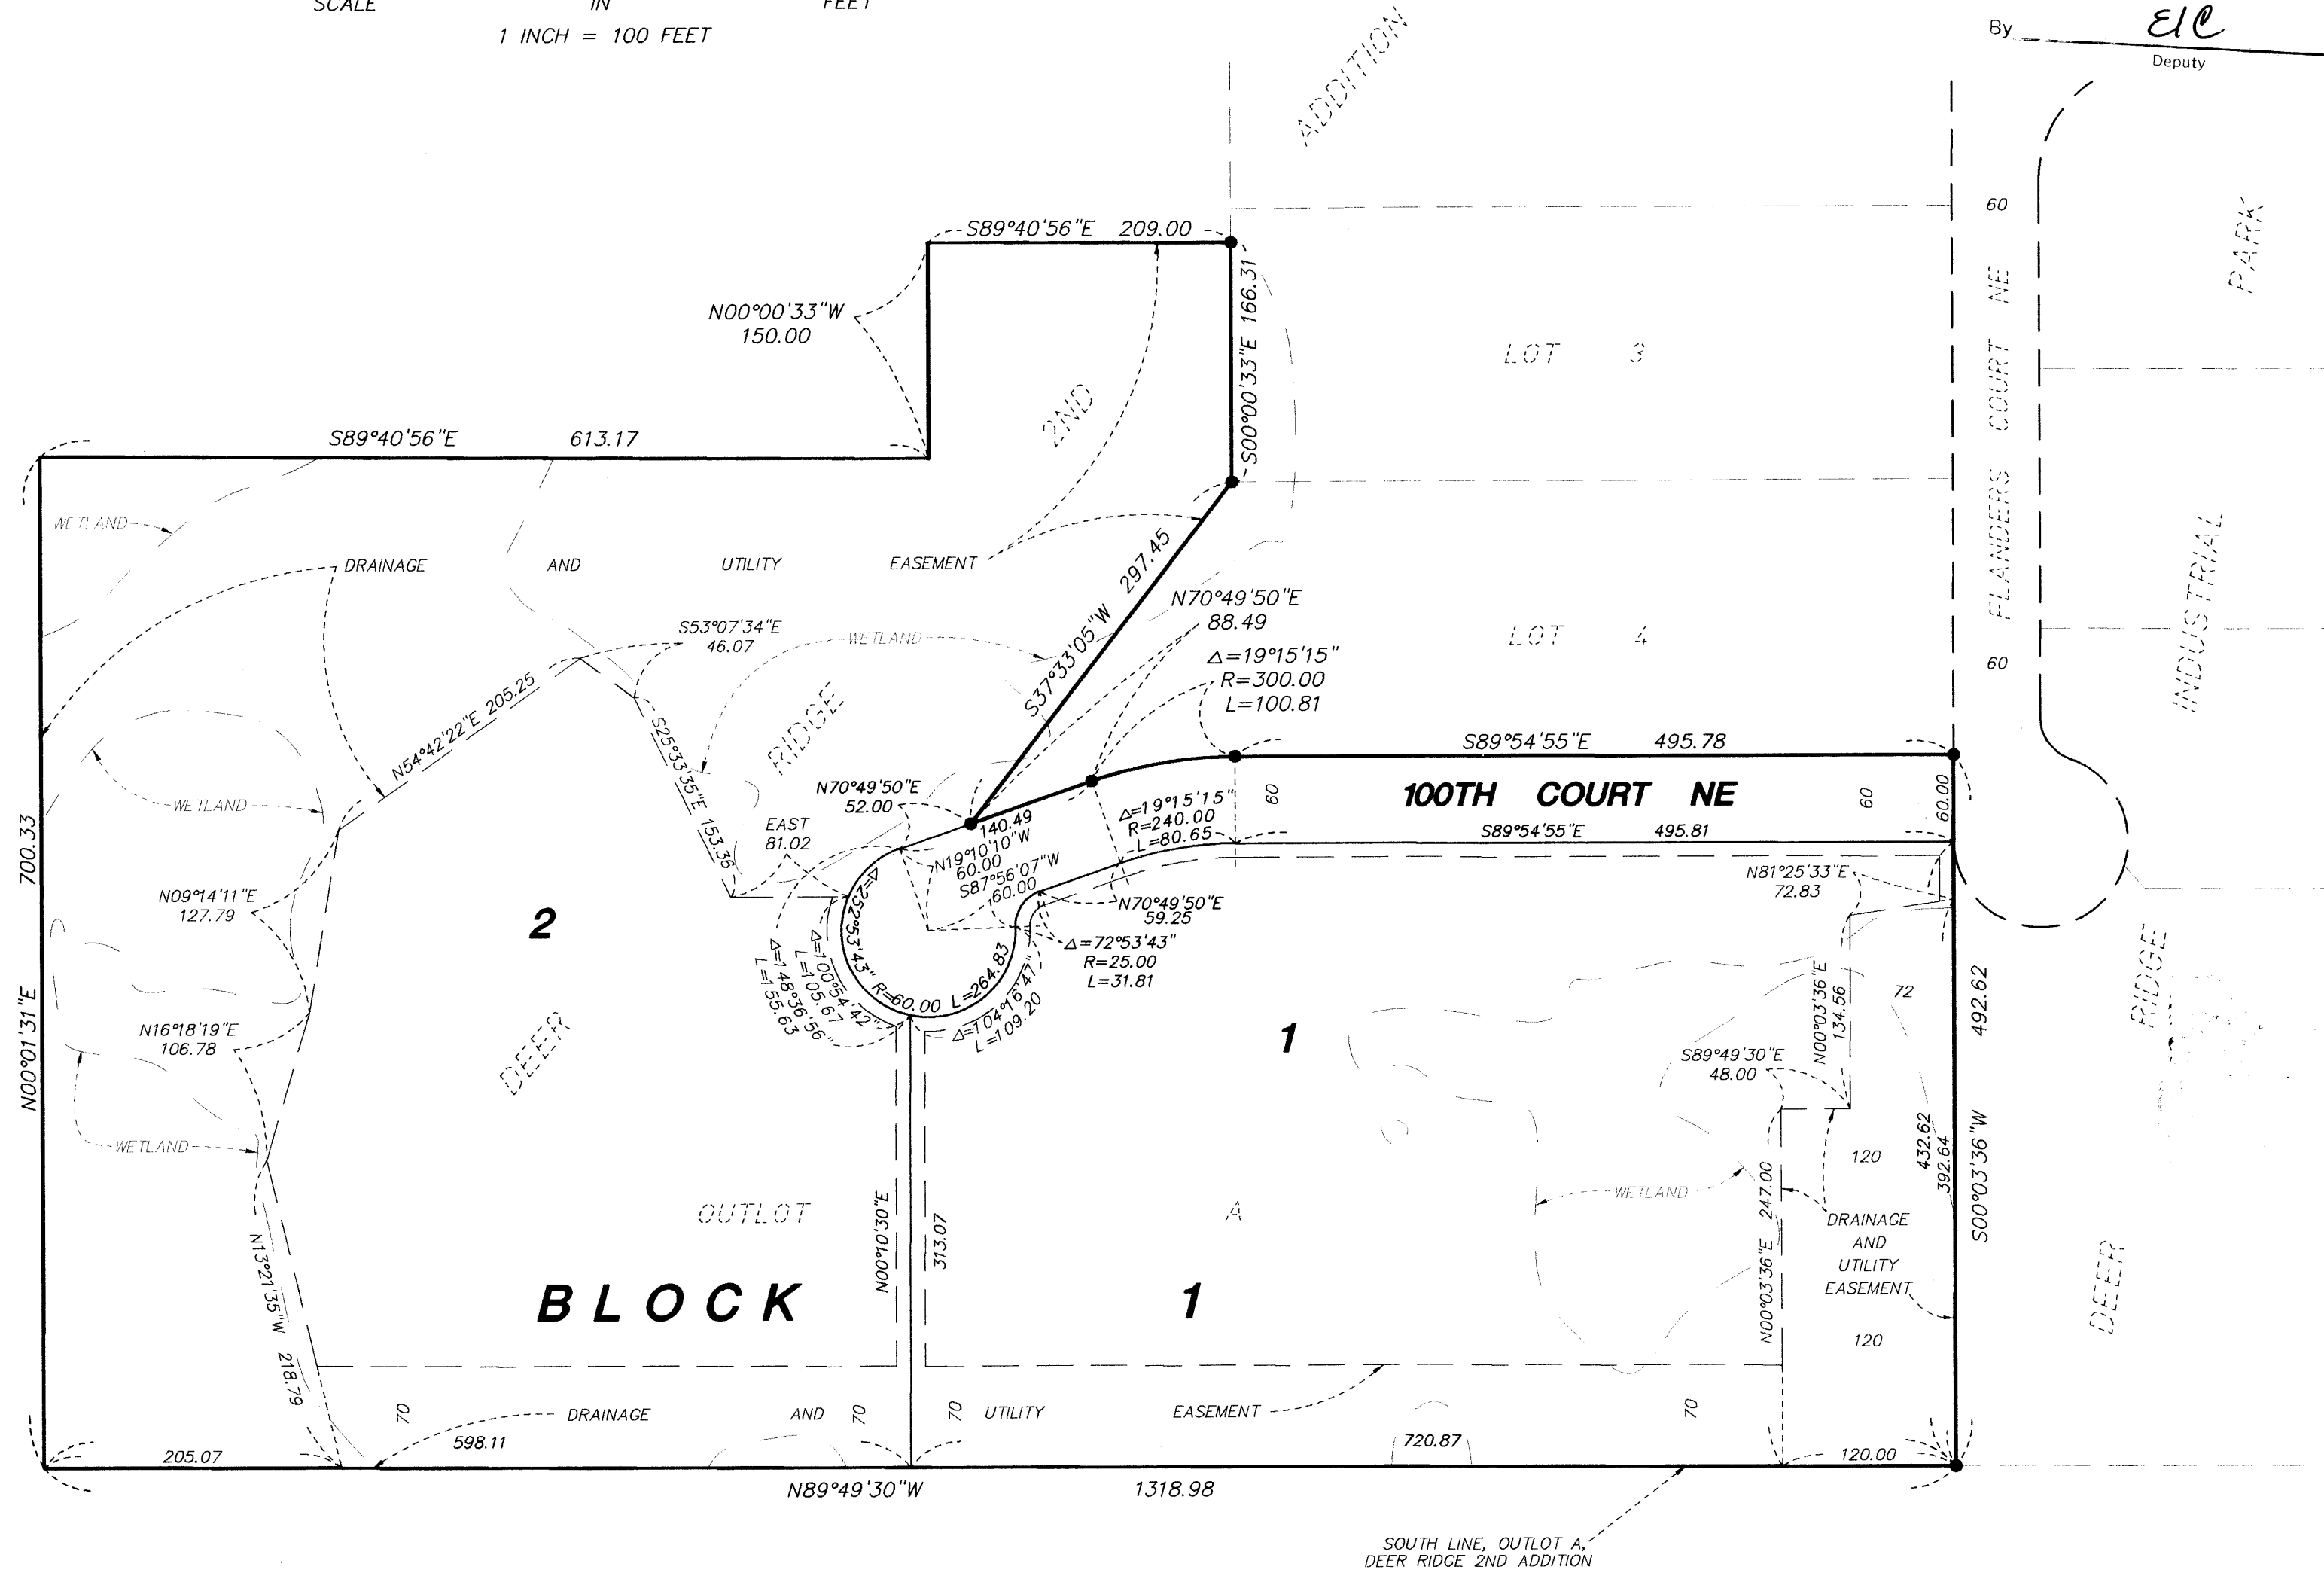 SCALE IN FEET
1 INCH = 100 FEET
By EIC
Deputy
ADDITION
60
PARK
S89°40'56"E 209.00
N00°00'33"W
150.00
S00°00'33"E 166.31
FLANDERS COURT NE
LOT 3
2ND
S89°40'56"E 613.17
WETLAND
DRAINAGE AND UTILITY EASEMENT
297.45
S37°33'05"W
N70°49'50"E
88.49
INDUSTRIAL
S53°07'34"E
46.07
WETLAND
LOT 4
60
Δ=19°15'15"
R=300.00
L=100.81
N54°42'22"E 205.25
S25°33'35"E 153.36
RIDGE
S89°54'55"E 495.78
N70°49'50"E
52.00
WETLAND
60
100TH COURT NE
60
60.00
EAST
81.02
140.49
Δ=19°15'15"
R=240.00
L=80.65
S89°54'55"E 495.81
N19°10'10"W
60.00
S87°56'07"W
60.00
700.33
N00°01'31"E
N09°14'11"E
127.79
2
N81°25'33"E
72.83
N70°49'50"E
59.25
Δ=72°53'43"
R=25.00
L=31.81
Δ=252°53'43" R=60.00 L=264.83
Δ=100°54'42"
L=105.67
Δ=148°36'56"
L=155.63
Δ=104°16'47"
L=109.20
RIDGE
N00°03'36"E
134.56
72
492.62
S00°03'36"W
N16°18'19"E
106.78
DEER
1
S89°49'30"E
48.00
WETLAND
432.62
392.64
120
OUTLOT
A
WETLAND
N00°10'30"E
313.07
N00°03'36"E 247.00
DRAINAGE
AND
UTILITY
EASEMENT
N13°21'35"W 218.79
BLOCK 1
DEER
120
70
DRAINAGE AND
70
70
UTILITY EASEMENT
70
205.07
598.11
720.87
120.00
N89°49'30"W 1318.98
SOUTH LINE, OUTLOT A,
DEER RIDGE 2ND ADDITION